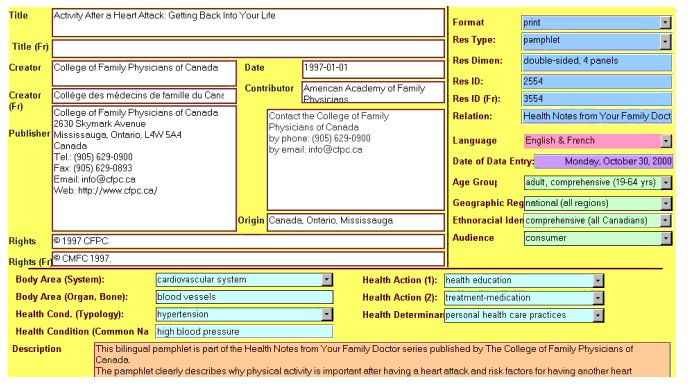 Title Activity After a Heart Attack: Getting Back Into Your Life
Title (Fr)
Creator College of Family Physicians of Canada
Date 1997-01-01
Creator (Fr) Collège des médecins de famille du Cana
Contributor American Academy of Family
Physicians
Publisher
College of Family Physicians of Canada
2630 Skymark Avenue
Mississauga, Ontario, L4W 5A4
Canada
Tel.: (905) 629-0900
Fax: (905) 629-0893
Email: info@cfpc.ca
Web: http://www.cfpc.ca/
Contact the College of Family
Physicians of Canada
by phone: (905) 629-0900
by email: info@cfpc.ca
Origin Canada, Ontario, Mississauga
Rights © 1997 CFPC.
Rights (Fr) © CMFC 1997.
Format print
Res Type: pamphlet
Res Dimen: double-sided, 4 panels
Res ID: 2554
Res ID (Fr): 3554
Relation: Health Notes from Your Family Doct
Language English & French
Date of Data Entry: Monday, October 30, 2000
Age Group adult, comprehensive (19-64 yrs)
Geographic Reg national (all regions)
Ethnoracial Iden comprehensive (all Canadians)
Audience consumer
Body Area (System): cardiovascular system
Body Area (Organ, Bone): blood vessels
Health Cond. (Typology): hypertension
Health Condition (Common Na high blood pressure
Health Action (1): health education
Health Action (2): treatment-medication
Health Determinan personal health care practices
Description This bilingual pamphlet is part of the Health Notes from Your Family Doctor series published by The College of Family Physicians of
Canada.
The pamphlet clearly describes why physical activity is important after having a heart attack and risk factors for having another heart